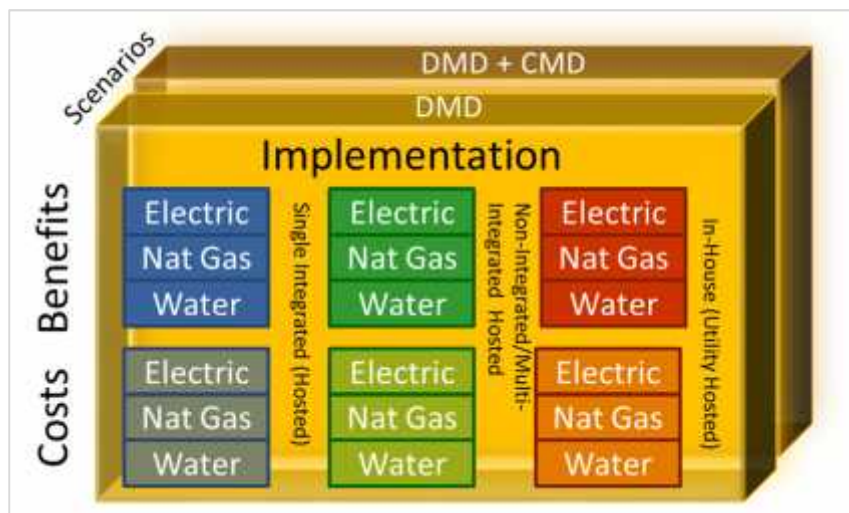 Scenarios
DMD + CMD
DMD
Implementation
Benefits
Electric
Nat Gas
Water
Electric
Nat Gas
Water
Electric
Nat Gas
Water
Costs
Electric
Nat Gas
Water
Electric
Nat Gas
Water
Electric
Nat Gas
Water
Single Integrated (Hosted)
Non-Integrated/Multi-
Integrated Hosted
In-House (Utility Hosted)